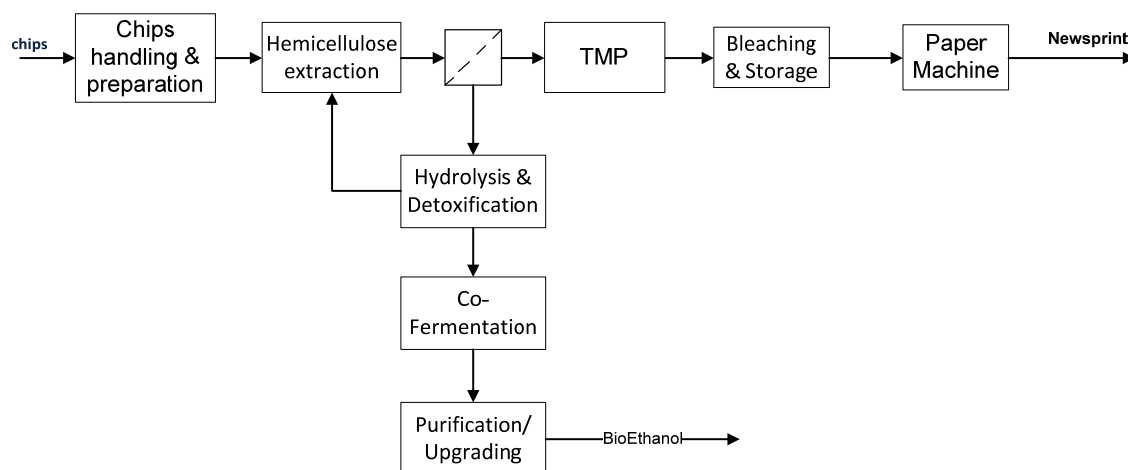 chips
Chips
handling &
preparation
Hemicellulose
extraction
TMP
Bleaching
& Storage
Paper
Machine
Newsprint
Hydrolysis &
Detoxification
Co-
Fermentation
Purification/
Upgrading
BioEthanol